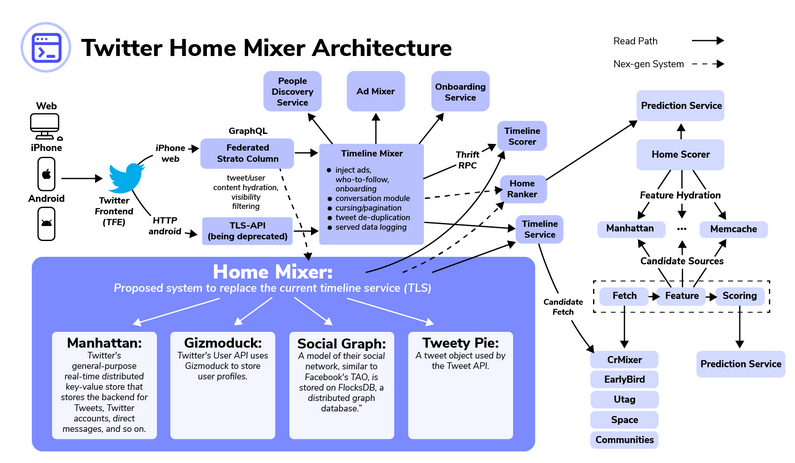 Twitter Home Mixer Architecture
Read Path
Nex-gen System
Web
iPhone
Android
Twitter
Frontend
(TFE)
iPhone
web
HTTP
android
GraphQL
Federated
Strato Column
tweet/user
content hydration,
visibility
filtering
TLS-API
(being deprecated)
People
Discovery
Service
Ad Mixer
Onboarding
Service
Timeline Mixer
● inject ads,
who-to-follow,
onboarding
● conversation module
● cursing/pagination
● tweet de-duplication
● served data logging
Thrift
RPC
Timeline
Scorer
Home
Ranker
Timeline
Service
Candidate
Fetch
Prediction Service
Home Scorer
Feature Hydration
Manhattan
...
Memcache
Candidate Sources
Fetch
Feature
Scoring
CrMixer
EarlyBird
Utag
Space
Communities
Prediction Service
Home Mixer:
Proposed system to replace the current timeline service (TLS)
Manhattan:
Twitter's
general-purpose
real-time distributed
key-value store that
stores the backend for
Tweets, Twitter
accounts, direct
messages, and so on.
Gizmoduck:
Twitter's User API uses
Gizmoduck to store
user profiles.
Social Graph:
A model of their social
network, similar to
Facebook's TAO, is
stored on FlocksDB, a
distributed graph
database."
Tweety Pie:
A tweet object used by
the Tweet API.